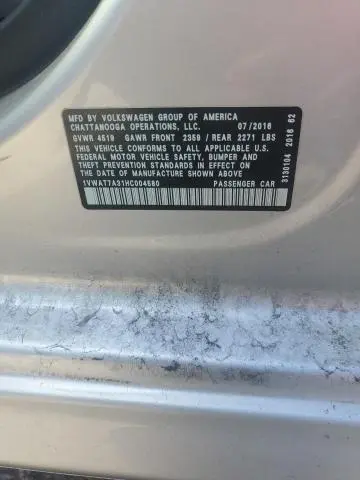 MFD. BY VOLKSWAGEN GROUP OF AMERICA
CHATTANOOGA OPERATIONS, LLC. 07/2016
GVWR 4519 GAWR FRONT 2359 / REAR 2271 LBS
THIS VEHICLE CONFORMS TO ALL APPLICABLE U.S.
FEDERAL MOTOR VEHICLE SAFETY, BUMPER AND
THEFT PREVENTION STANDARDS IN EFFECT ON THE
DATE OF MANUFACTURE SHOWN ABOVE
1VWAT7A31HC004680 PASSENGER CAR
3130104 2016 62